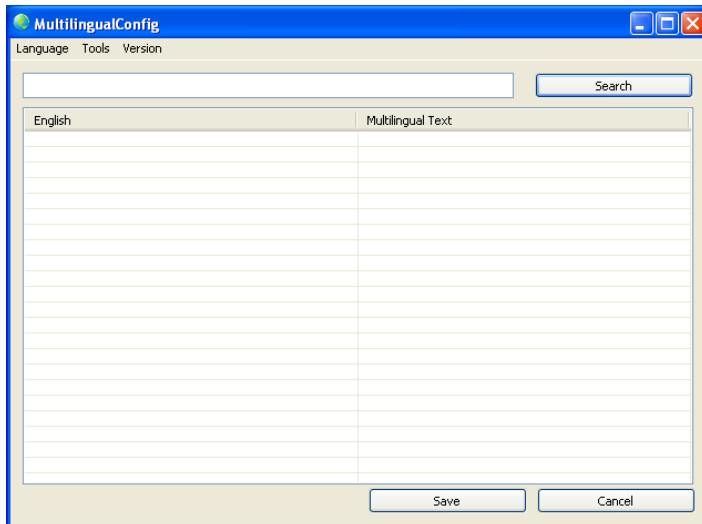 MultilingualConfig
Language Tools Version
Search
English Multilingual Text
Save Cancel